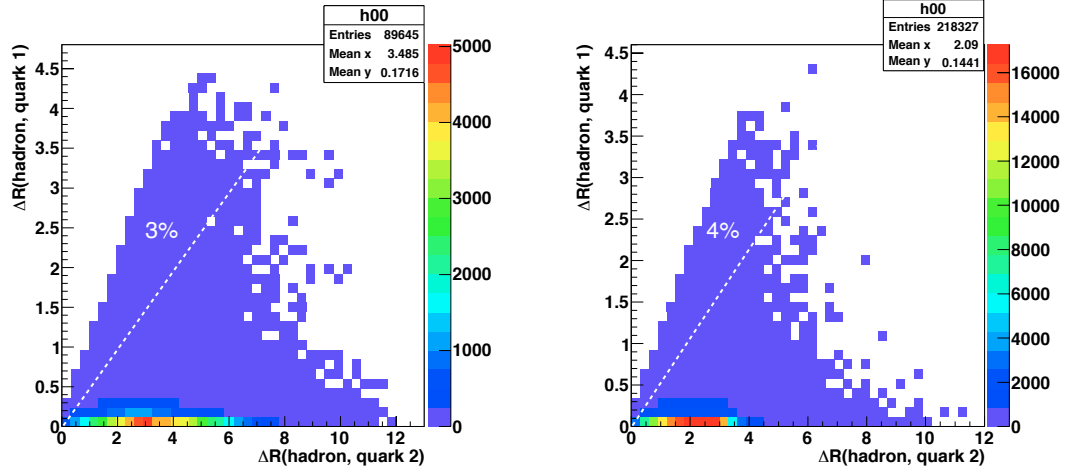 h00
Entries 89645
Mean x 3.485
Mean y 0.1716
ΔR(hadron, quark 1)
4.5
4
3.5
3
2.5
2
1.5
1
0.5
0
3%
5000
4000
3000
2000
1000
0
0 2 4 6 8 10 12
ΔR(hadron, quark 2)
h00
Entries 218327
Mean x 2.09
Mean y 0.1441
ΔR(hadron, quark 1)
4.5
4
3.5
3
2.5
2
1.5
1
0.5
0
4%
16000
14000
12000
10000
8000
6000
4000
2000
0
0 2 4 6 8 10 12
ΔR(hadron, quark 2)